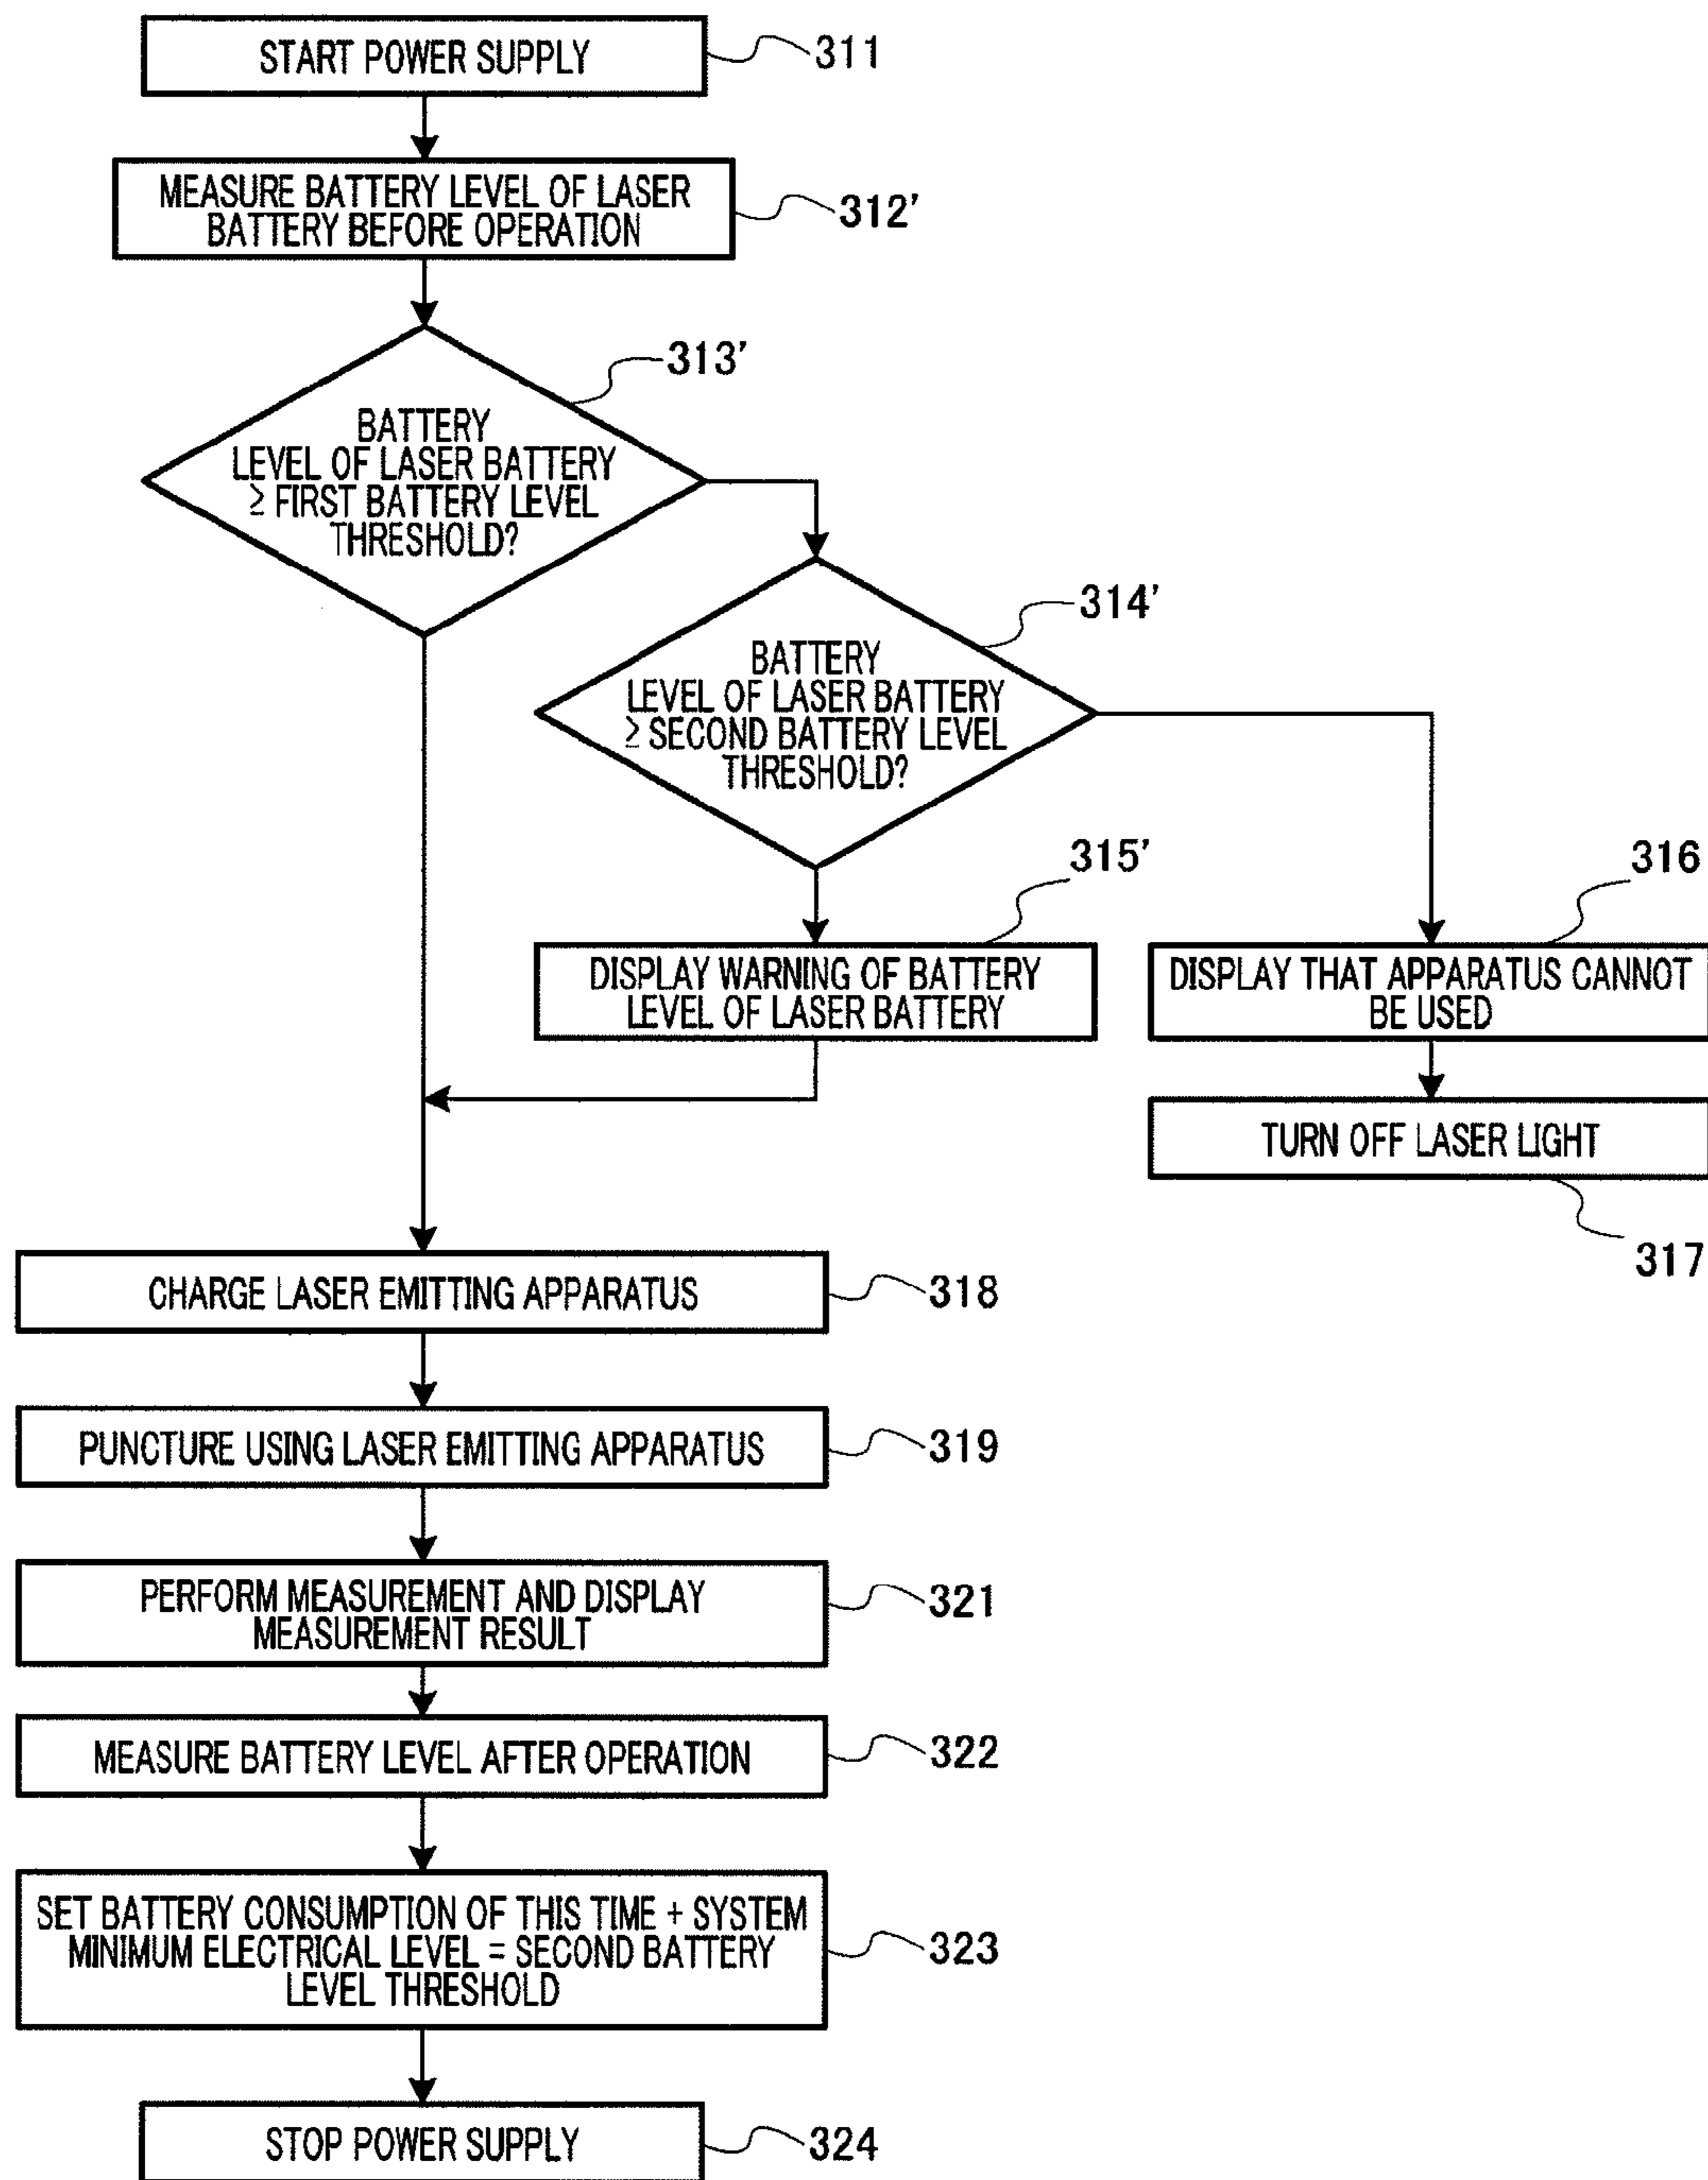 START POWER SUPPLY
311
MEASURE BATTERY LEVEL OF LASER
BATTERY BEFORE OPERATION
312'
313'
BATTERY
LEVEL OF LASER BATTERY
≥ FIRST BATTERY LEVEL
THRESHOLD?
314'
BATTERY
LEVEL OF LASER BATTERY
≥ SECOND BATTERY LEVEL
THRESHOLD?
315'
316
DISPLAY WARNING OF BATTERY
LEVEL OF LASER BATTERY
DISPLAY THAT APPARATUS CANNOT
BE USED
TURN OFF LASER LIGHT
317
CHARGE LASER EMITTING APPARATUS
318
PUNCTURE USING LASER EMITTING APPARATUS
319
PERFORM MEASUREMENT AND DISPLAY
MEASUREMENT RESULT
321
MEASURE BATTERY LEVEL AFTER OPERATION
322
SET BATTERY CONSUMPTION OF THIS TIME + SYSTEM
MINIMUM ELECTRICAL LEVEL = SECOND BATTERY
LEVEL THRESHOLD
323
STOP POWER SUPPLY
324